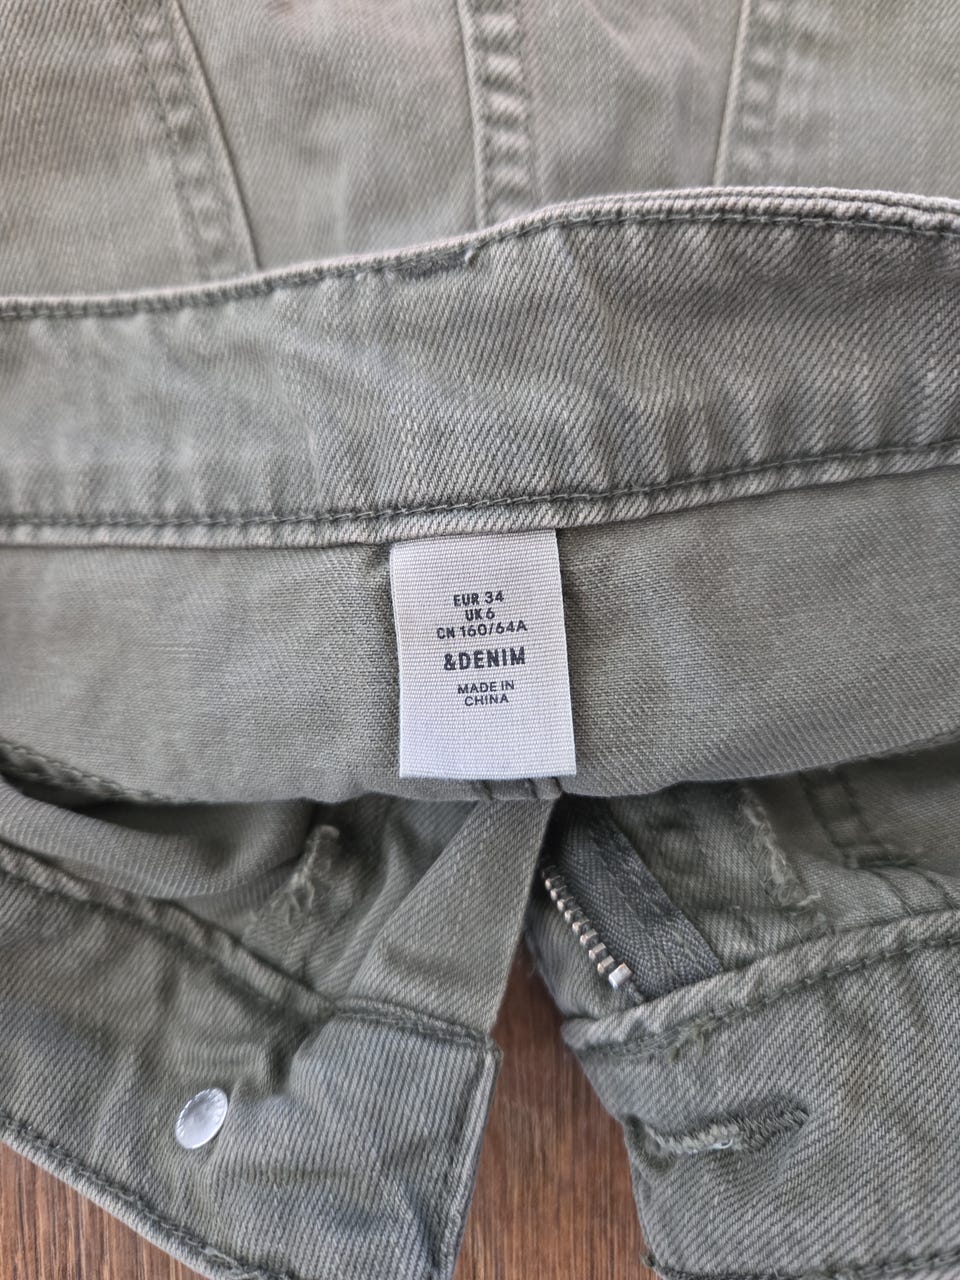 EUR 34
UK 6
CN 160/64A
&DENIM
MADE IN
CHINA